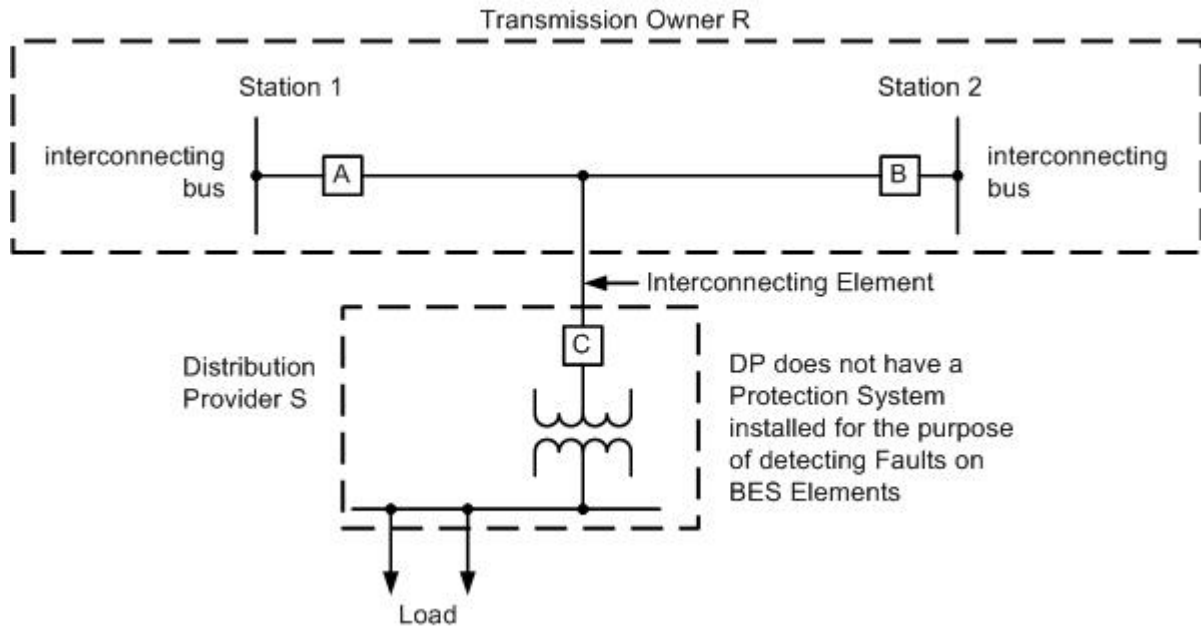 Transmission Owner R
Station 1
Station 2
interconnecting
bus
A
B
interconnecting
bus
Interconnecting Element
C
Distribution
Provider S
DP does not have a
Protection System
installed for the purpose
of detecting Faults on
BES Elements
Load